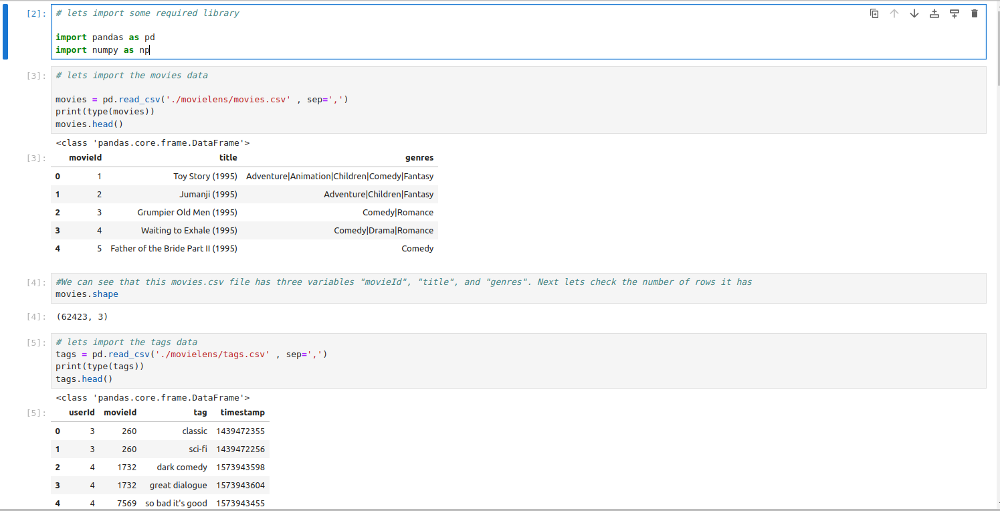 [2]: # lets import some required library
import pandas as pd
import numpy as np
[3]: # lets import the movies data
movies = pd.read_csv('./movielens/movies.csv' , sep=',')
print(type(movies))
movies.head()
<class 'pandas.core.frame.DataFrame'>
[3]: movieId title genres
0 1 Toy Story (1995) Adventure|Animation|Children|Comedy|Fantasy
1 2 Jumanji (1995) Adventure|Children|Fantasy
2 3 Grumpier Old Men (1995) Comedy|Romance
3 4 Waiting to Exhale (1995) Comedy|Drama|Romance
4 5 Father of the Bride Part II (1995) Comedy
[4]: #We can see that this movies.csv file has three variables "movieId", "title", and "genres". Next lets check the number of rows it has
movies.shape
[4]: (62423, 3)
[5]: # lets import the tags data
tags = pd.read_csv('./movielens/tags.csv' , sep=',')
print(type(tags))
tags.head()
<class 'pandas.core.frame.DataFrame'>
[5]: userId movieId tag timestamp
0 3 260 classic 1439472355
1 3 260 sci-fi 1439472256
2 4 1732 dark comedy 1573943598
3 4 1732 great dialogue 1573943604
4 4 7569 so bad it's good 1573943455